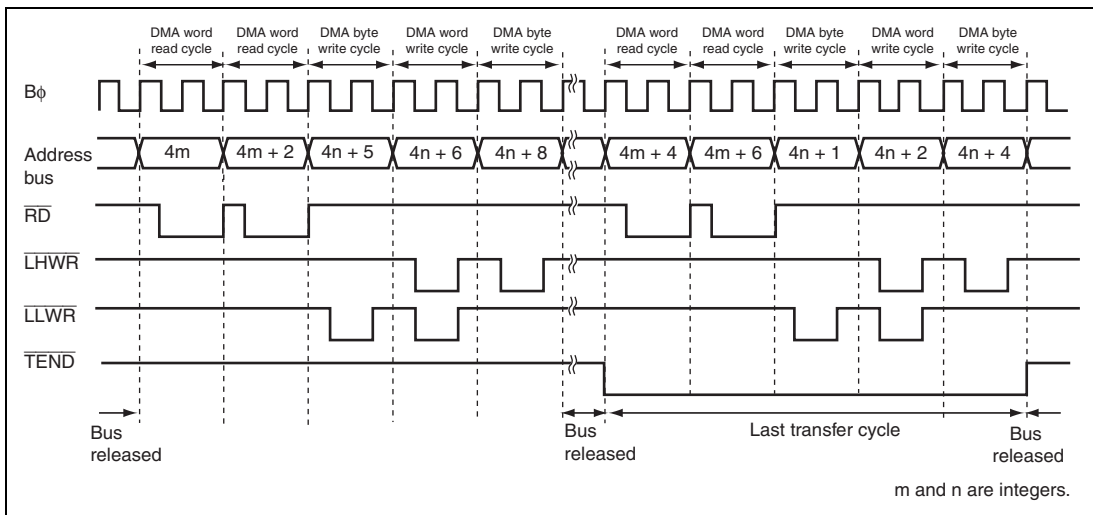 DMA word read cycle
DMA word read cycle
DMA byte write cycle
DMA word write cycle
DMA byte write cycle
DMA word read cycle
DMA word read cycle
DMA byte write cycle
DMA word write cycle
DMA byte write cycle
Bφ
Address bus
4m
4m + 2
4n + 5
4n + 6
4n + 8
4m + 4
4m + 6
4n + 1
4n + 2
4n + 4
RD
LHWR
LLWR
TEND
Bus released
Bus released
Last transfer cycle
Bus released
m and n are integers.